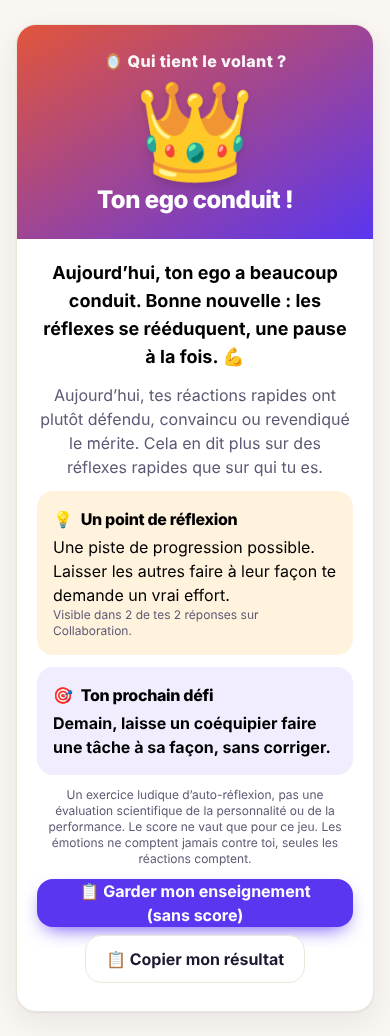 🪞 Qui tient le volant ?
👑
Ton ego conduit !
Aujourd’hui, ton ego a beaucoup
conduit. Bonne nouvelle : les
réflexes se rééduquent, une pause
à la fois. 💪
Aujourd’hui, tes réactions rapides ont
plutôt défendu, convaincu ou revendiqué
le mérite. Cela en dit plus sur des
réflexes rapides que sur qui tu es.
💡 Un point de réflexion
Une piste de progression possible.
Laisser les autres faire à leur façon te
demande un vrai effort.
Visible dans 2 de tes 2 réponses sur
Collaboration.
🎯 Ton prochain défi
Demain, laisse un coéquipier faire
une tâche à sa façon, sans corriger.
Un exercice ludique d’auto-réflexion, pas une
évaluation scientifique de la personnalité ou de la
performance. Le score ne vaut que pour ce jeu. Les
émotions ne comptent jamais contre toi, seules les
réactions comptent.
📋 Garder mon enseignement
(sans score)
📋 Copier mon résultat